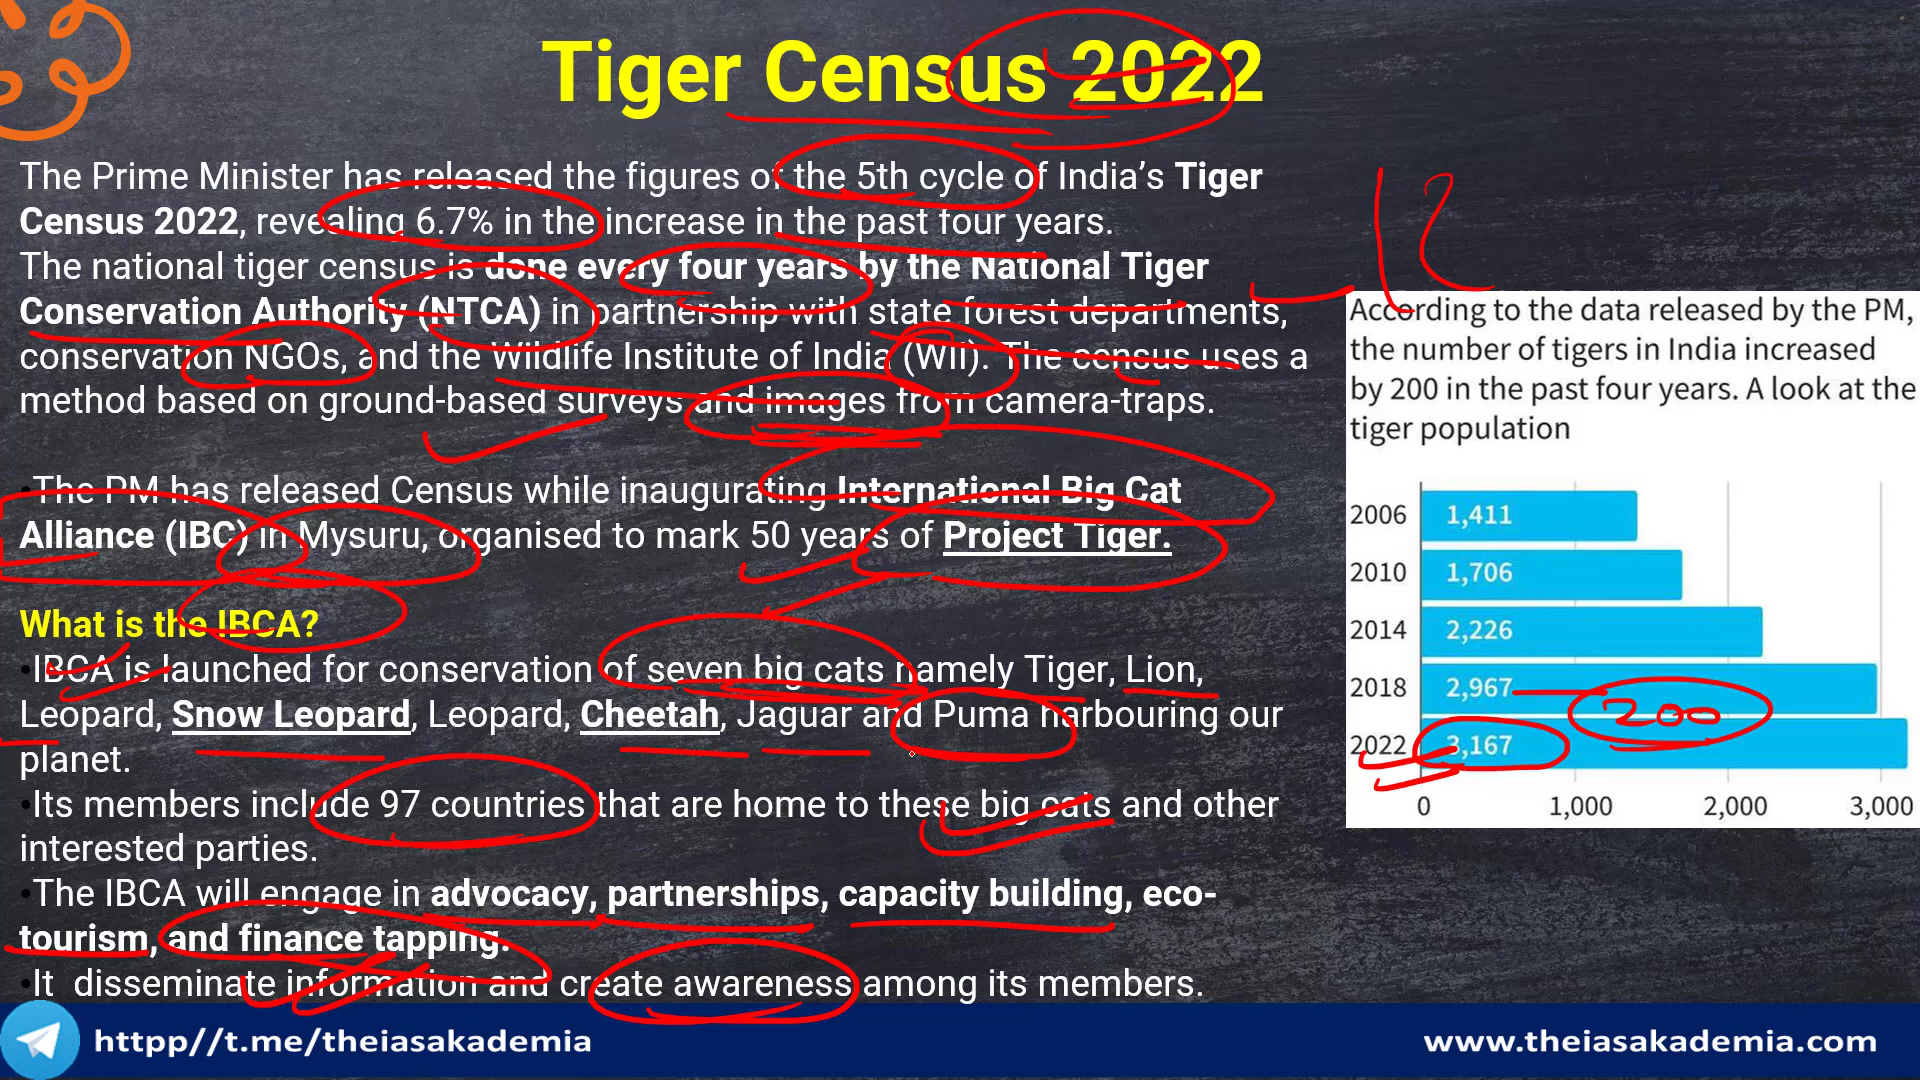 Tiger Census 2022
The Prime Minister has released the figures of the 5th cycle of India’s Tiger
Census 2022, revealing 6.7% in the increase in the past four years.
The national tiger census is done every four years by the National Tiger
Conservation Authority (NTCA) in partnership with state forest departments,
conservation NGOs, and the Wildlife Institute of India (WII). The census uses a
method based on ground-based surveys and images from camera-traps.
•The PM has released Census while inaugurating International Big Cat
Alliance (IBC) in Mysuru, organised to mark 50 years of Project Tiger.
What is the IBCA?
•IBCA is launched for conservation of seven big cats namely Tiger, Lion,
Leopard, Snow Leopard, Leopard, Cheetah, Jaguar and Puma harbouring our
planet.
•Its members include 97 countries that are home to these big cats and other
interested parties.
•The IBCA will engage in advocacy, partnerships, capacity building, eco-
tourism, and finance tapping.
•It disseminate information and create awareness among its members.
According to the data released by the PM,
the number of tigers in India increased
by 200 in the past four years. A look at the
tiger population
2006 1,411
2010 1,706
2014 2,226
2018 2,967
200
2022 3,167
0 1,000 2,000 3,000
httpp//t.me/theiasakademia
www.theiasakademia.com